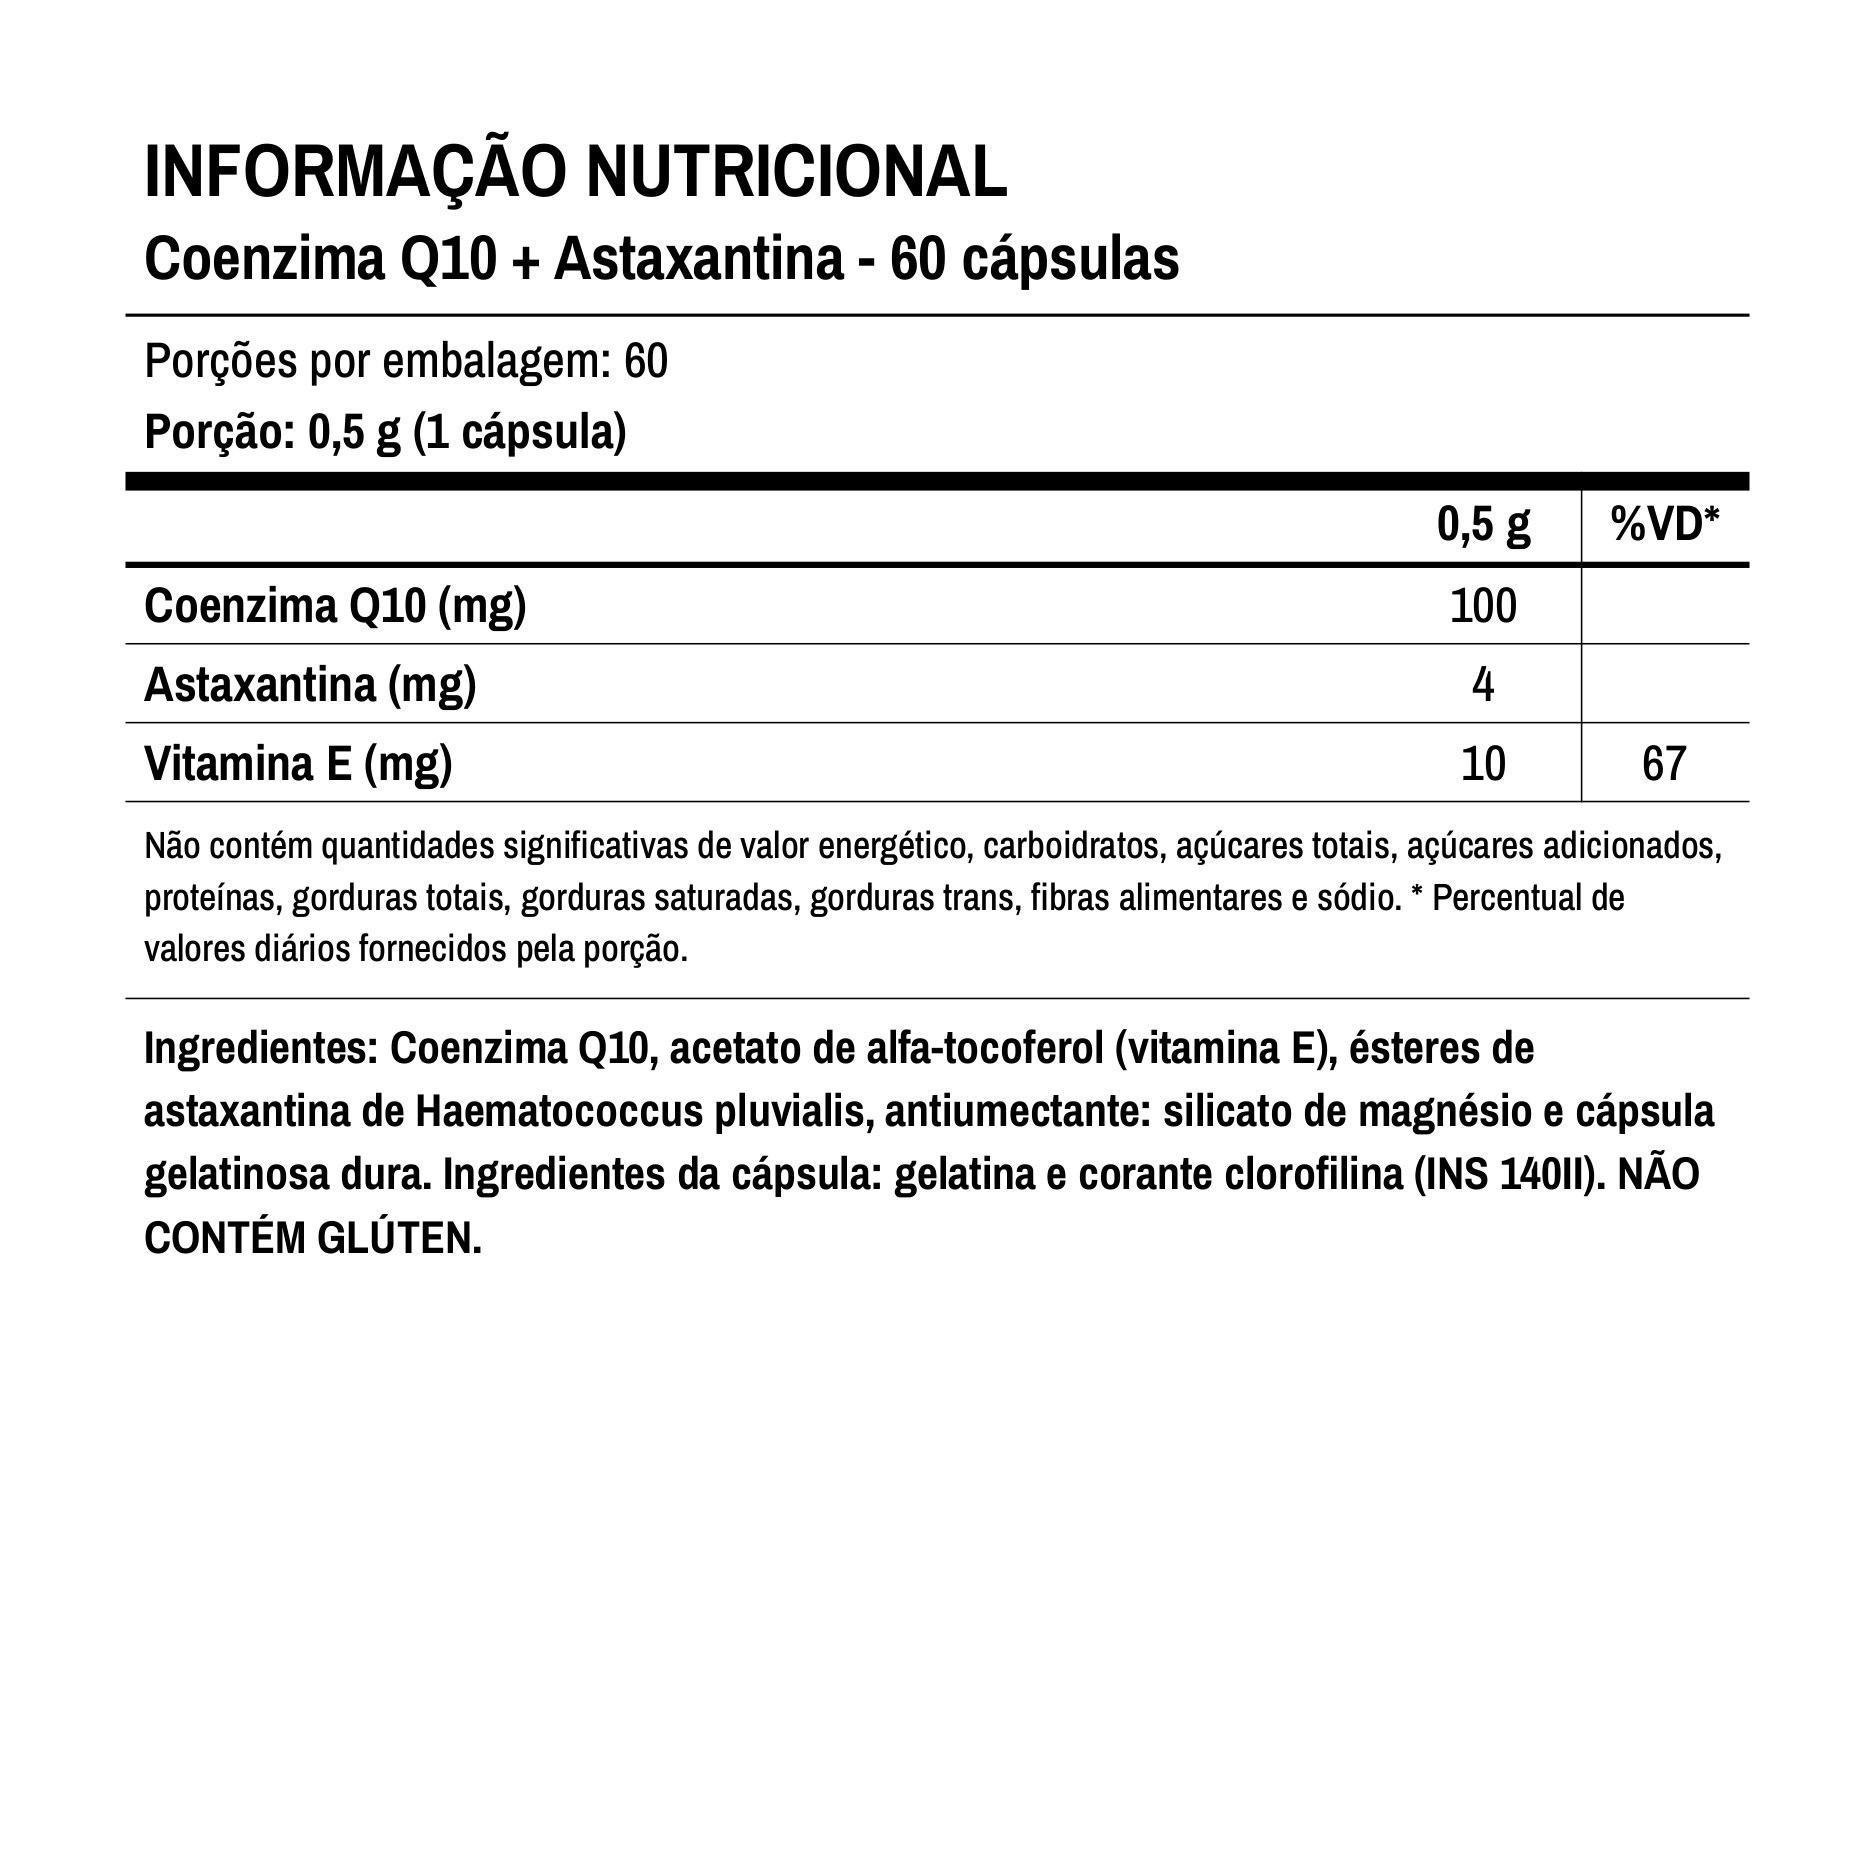 INFORMAÇÃO NUTRICIONAL
Coenzima Q10 + Astaxantina - 60 cápsulas
Porções por embalagem: 60
Porção: 0,5 g (1 cápsula)
0,5 g %VD*
Coenzima Q10 (mg) 100
Astaxantina (mg) 4
Vitamina E (mg) 10 67
Não contém quantidades significativas de valor energético, carboidratos, açúcares totais, açúcares adicionados,
proteínas, gorduras totais, gorduras saturadas, gorduras trans, fibras alimentares e sódio. * Percentual de
valores diários fornecidos pela porção.
Ingredientes: Coenzima Q10, acetato de alfa-tocoferol (vitamina E), ésteres de
astaxantina de Haematococcus pluvialis, antiumectante: silicato de magnésio e cápsula
gelatinosa dura. Ingredientes da cápsula: gelatina e corante clorofilina (INS 140II). NÃO
CONTÉM GLÚTEN.